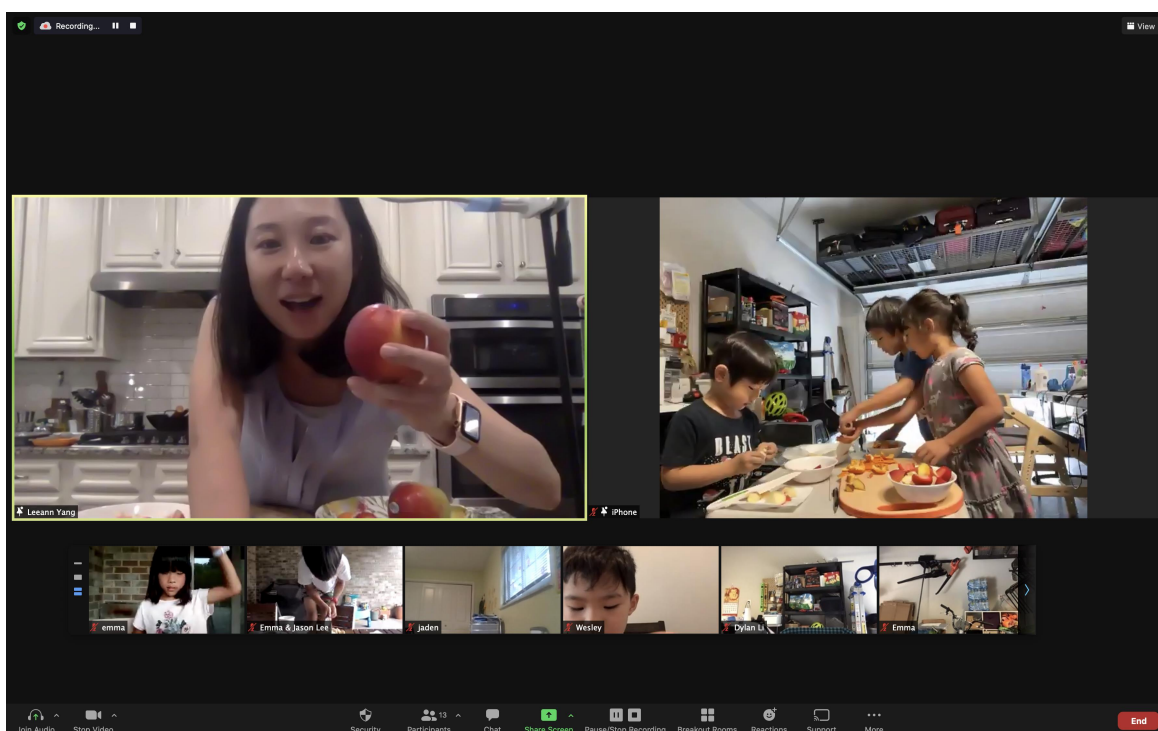 Recording...
View
Leeann Yang
BLAST
iPhone
emma
Emma & Jason Lee
jaden
Wesley
Dylan Li
Emma
Join Audio
Stop Video
Security
Participants
13
Chat
Share Screen
Pause/Stop Recording
Breakout Rooms
Reactions
Support
More
End